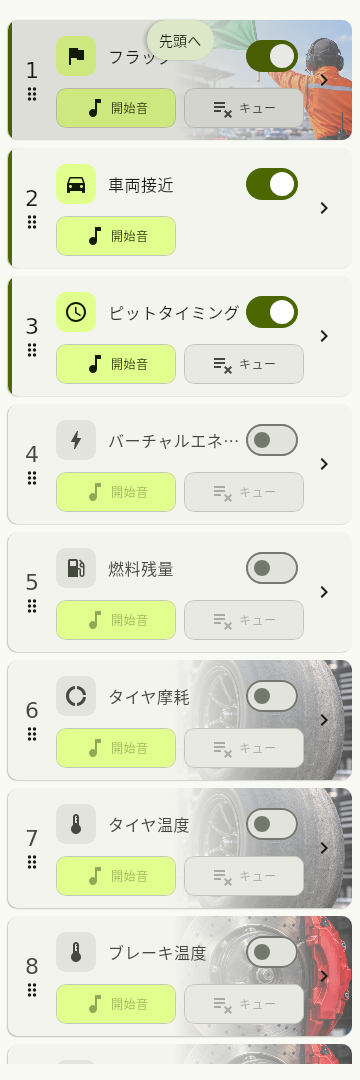 先頭へ
1
フラッグ
開始音
キュー
2
車両接近
開始音
3
ピットタイミング
開始音
キュー
4
バーチャルエネ…
開始音
キュー
5
燃料残量
開始音
キュー
6
タイヤ摩耗
開始音
キュー
7
タイヤ温度
開始音
キュー
8
ブレーキ温度
開始音
キュー